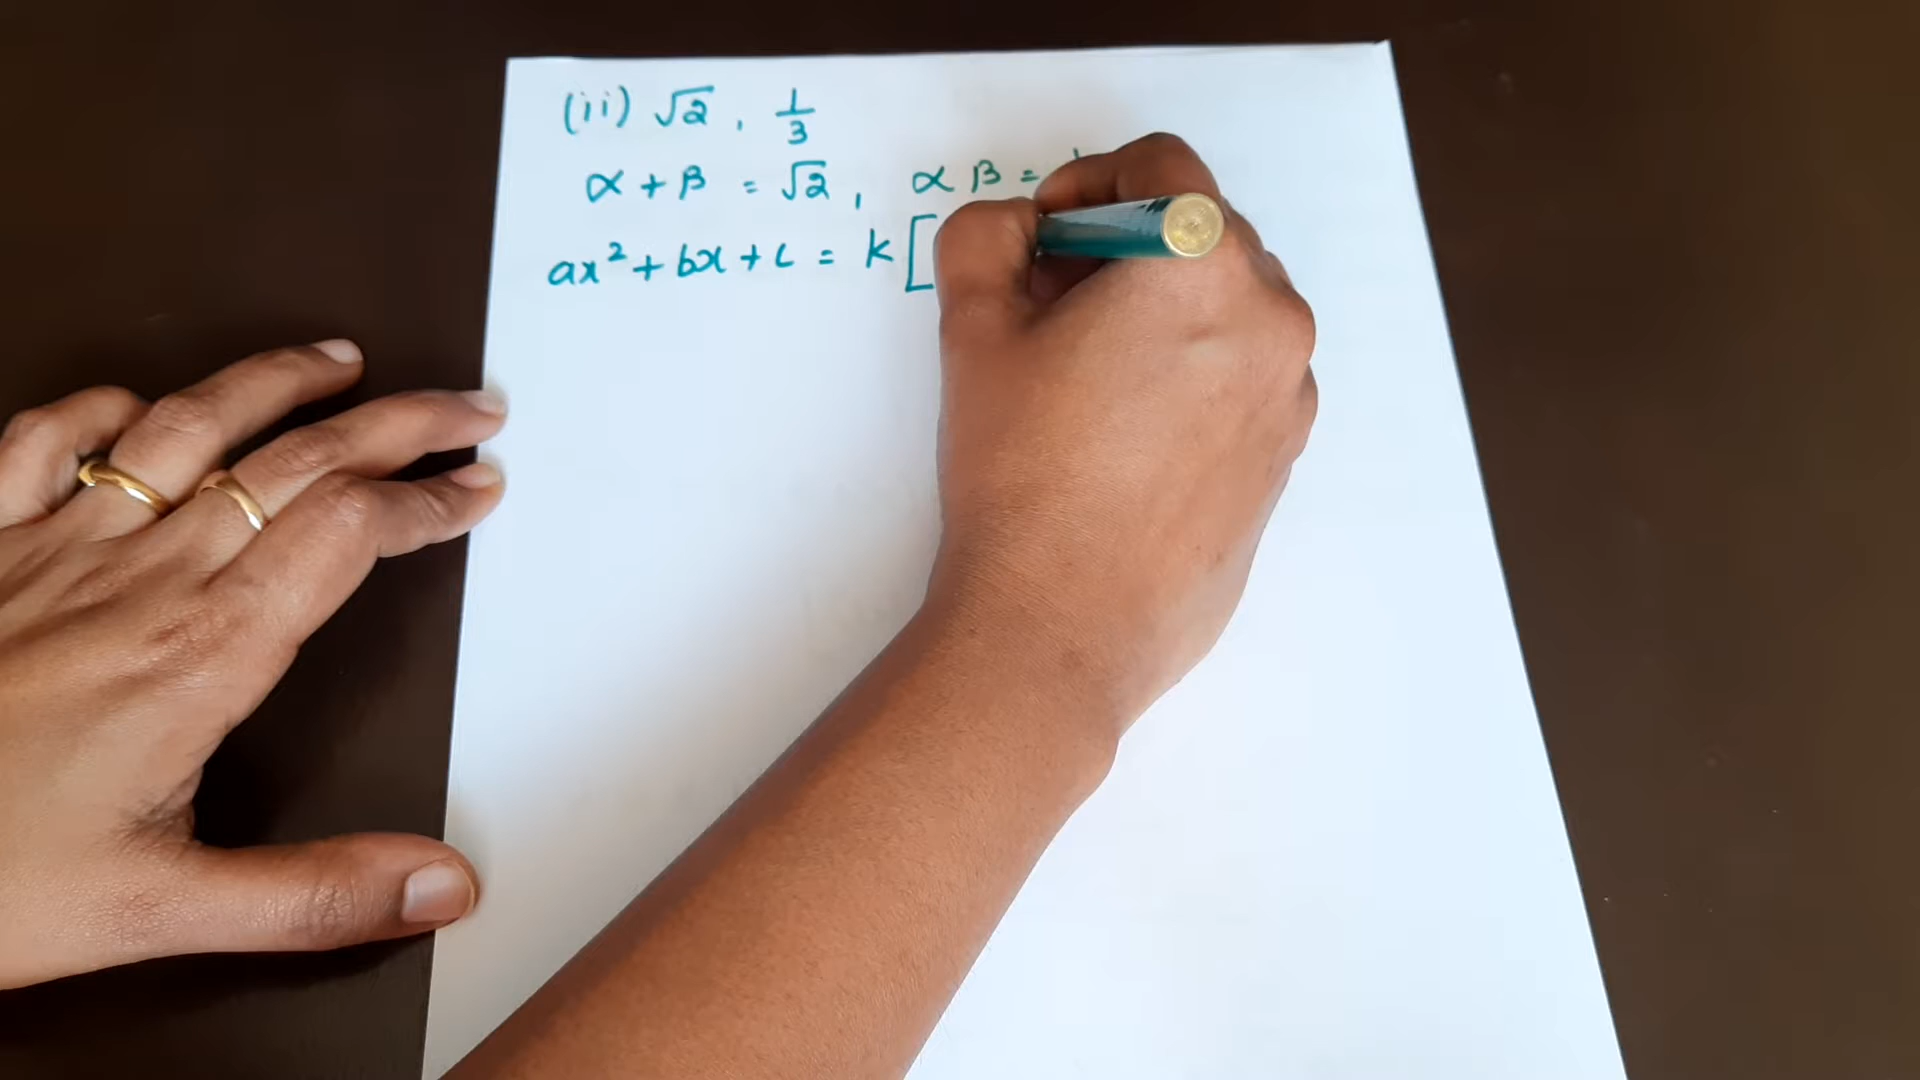 (ii) √2 , 1/3
α + β = √2 , α β =
ax² + bx + c = k [